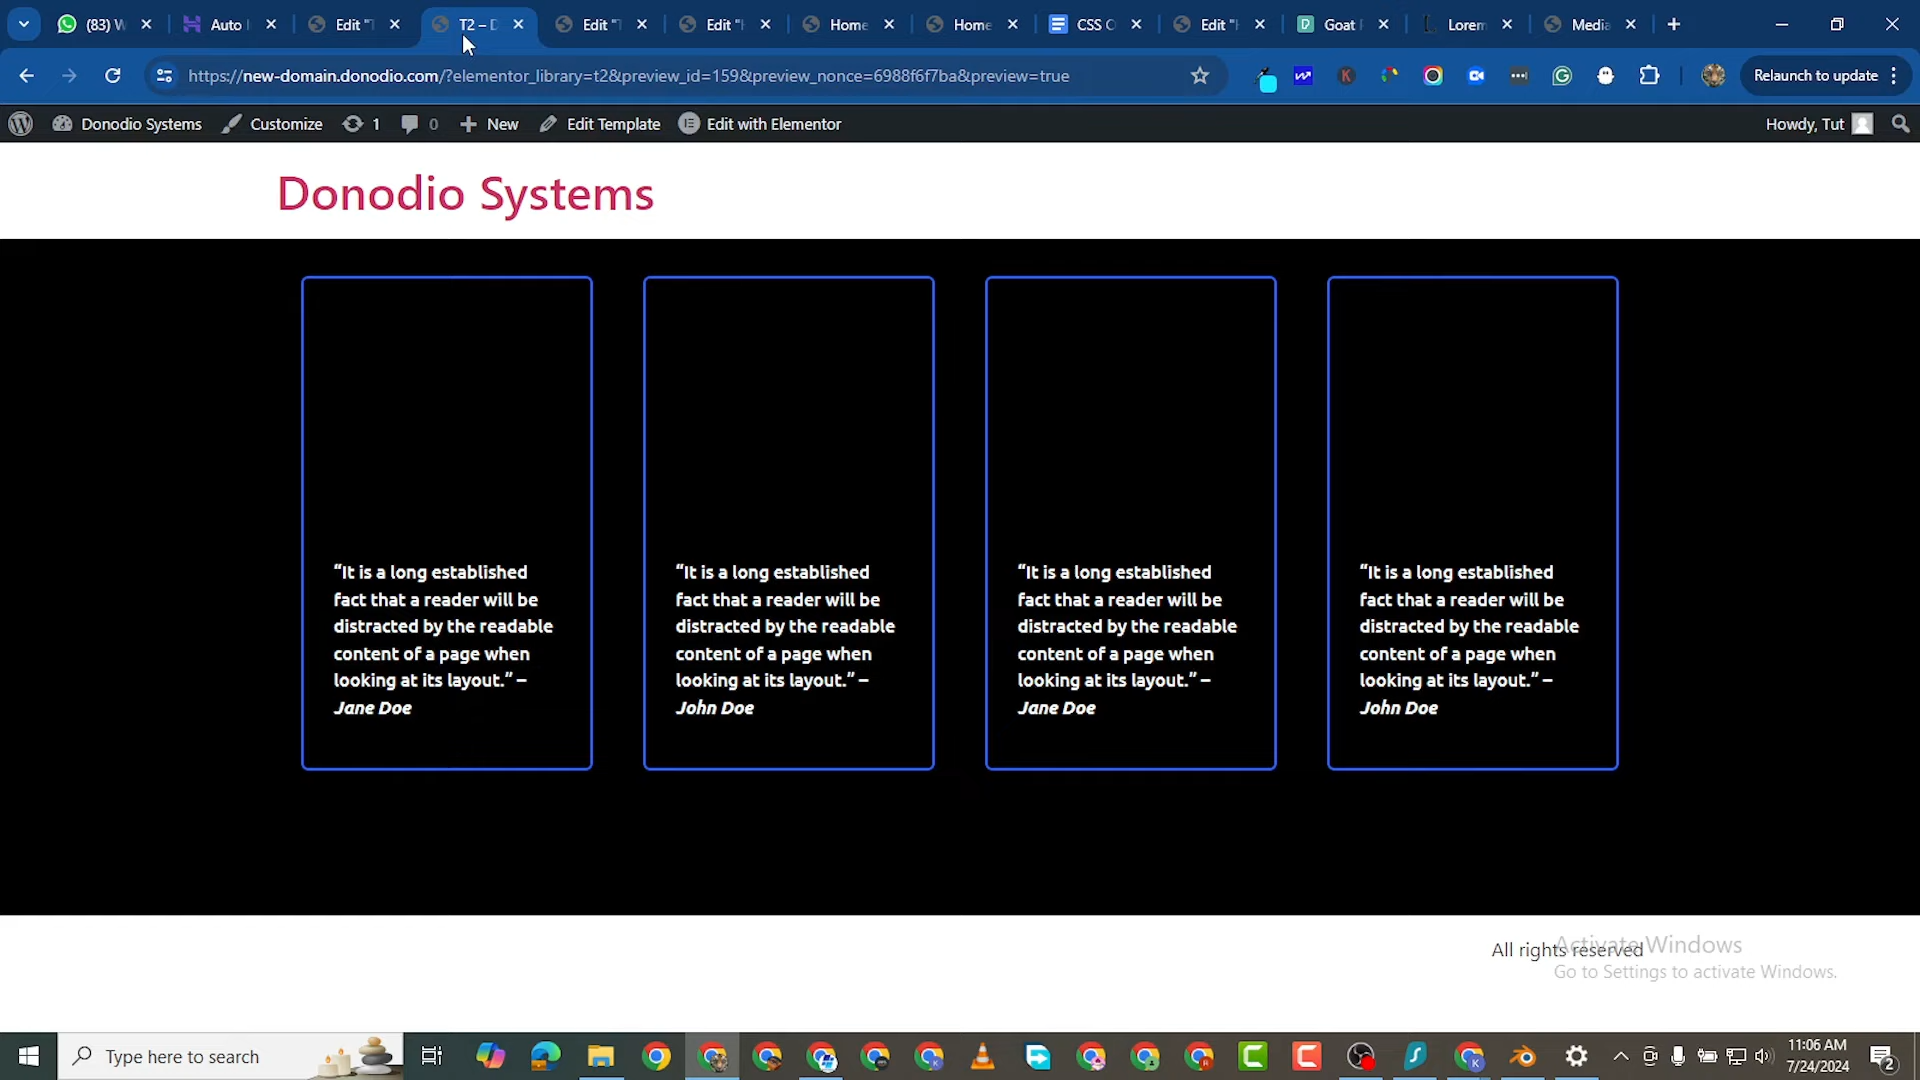 (83) W
Auto
Edit "T
T2 – D
Edit "T
Edit "H
Home
Home
CSS O
Edit "H
Goat
Lorem
Media
https://new-domain.donodio.com/?elementor_library=t2&preview_id=159&preview_nonce=6988f6f7ba&preview=true
Relaunch to update
Donodio Systems
Customize
1
0
New
Edit Template
Edit with Elementor
Howdy, Tut
Donodio Systems
“It is a long established
fact that a reader will be
distracted by the readable
content of a page when
looking at its layout.” –
Jane Doe
“It is a long established
fact that a reader will be
distracted by the readable
content of a page when
looking at its layout.” –
John Doe
“It is a long established
fact that a reader will be
distracted by the readable
content of a page when
looking at its layout.” –
Jane Doe
“It is a long established
fact that a reader will be
distracted by the readable
content of a page when
looking at its layout.” –
John Doe
All rights reserved
Activate Windows
Go to Settings to activate Windows.
Type here to search
11:06 AM
7/24/2024
2